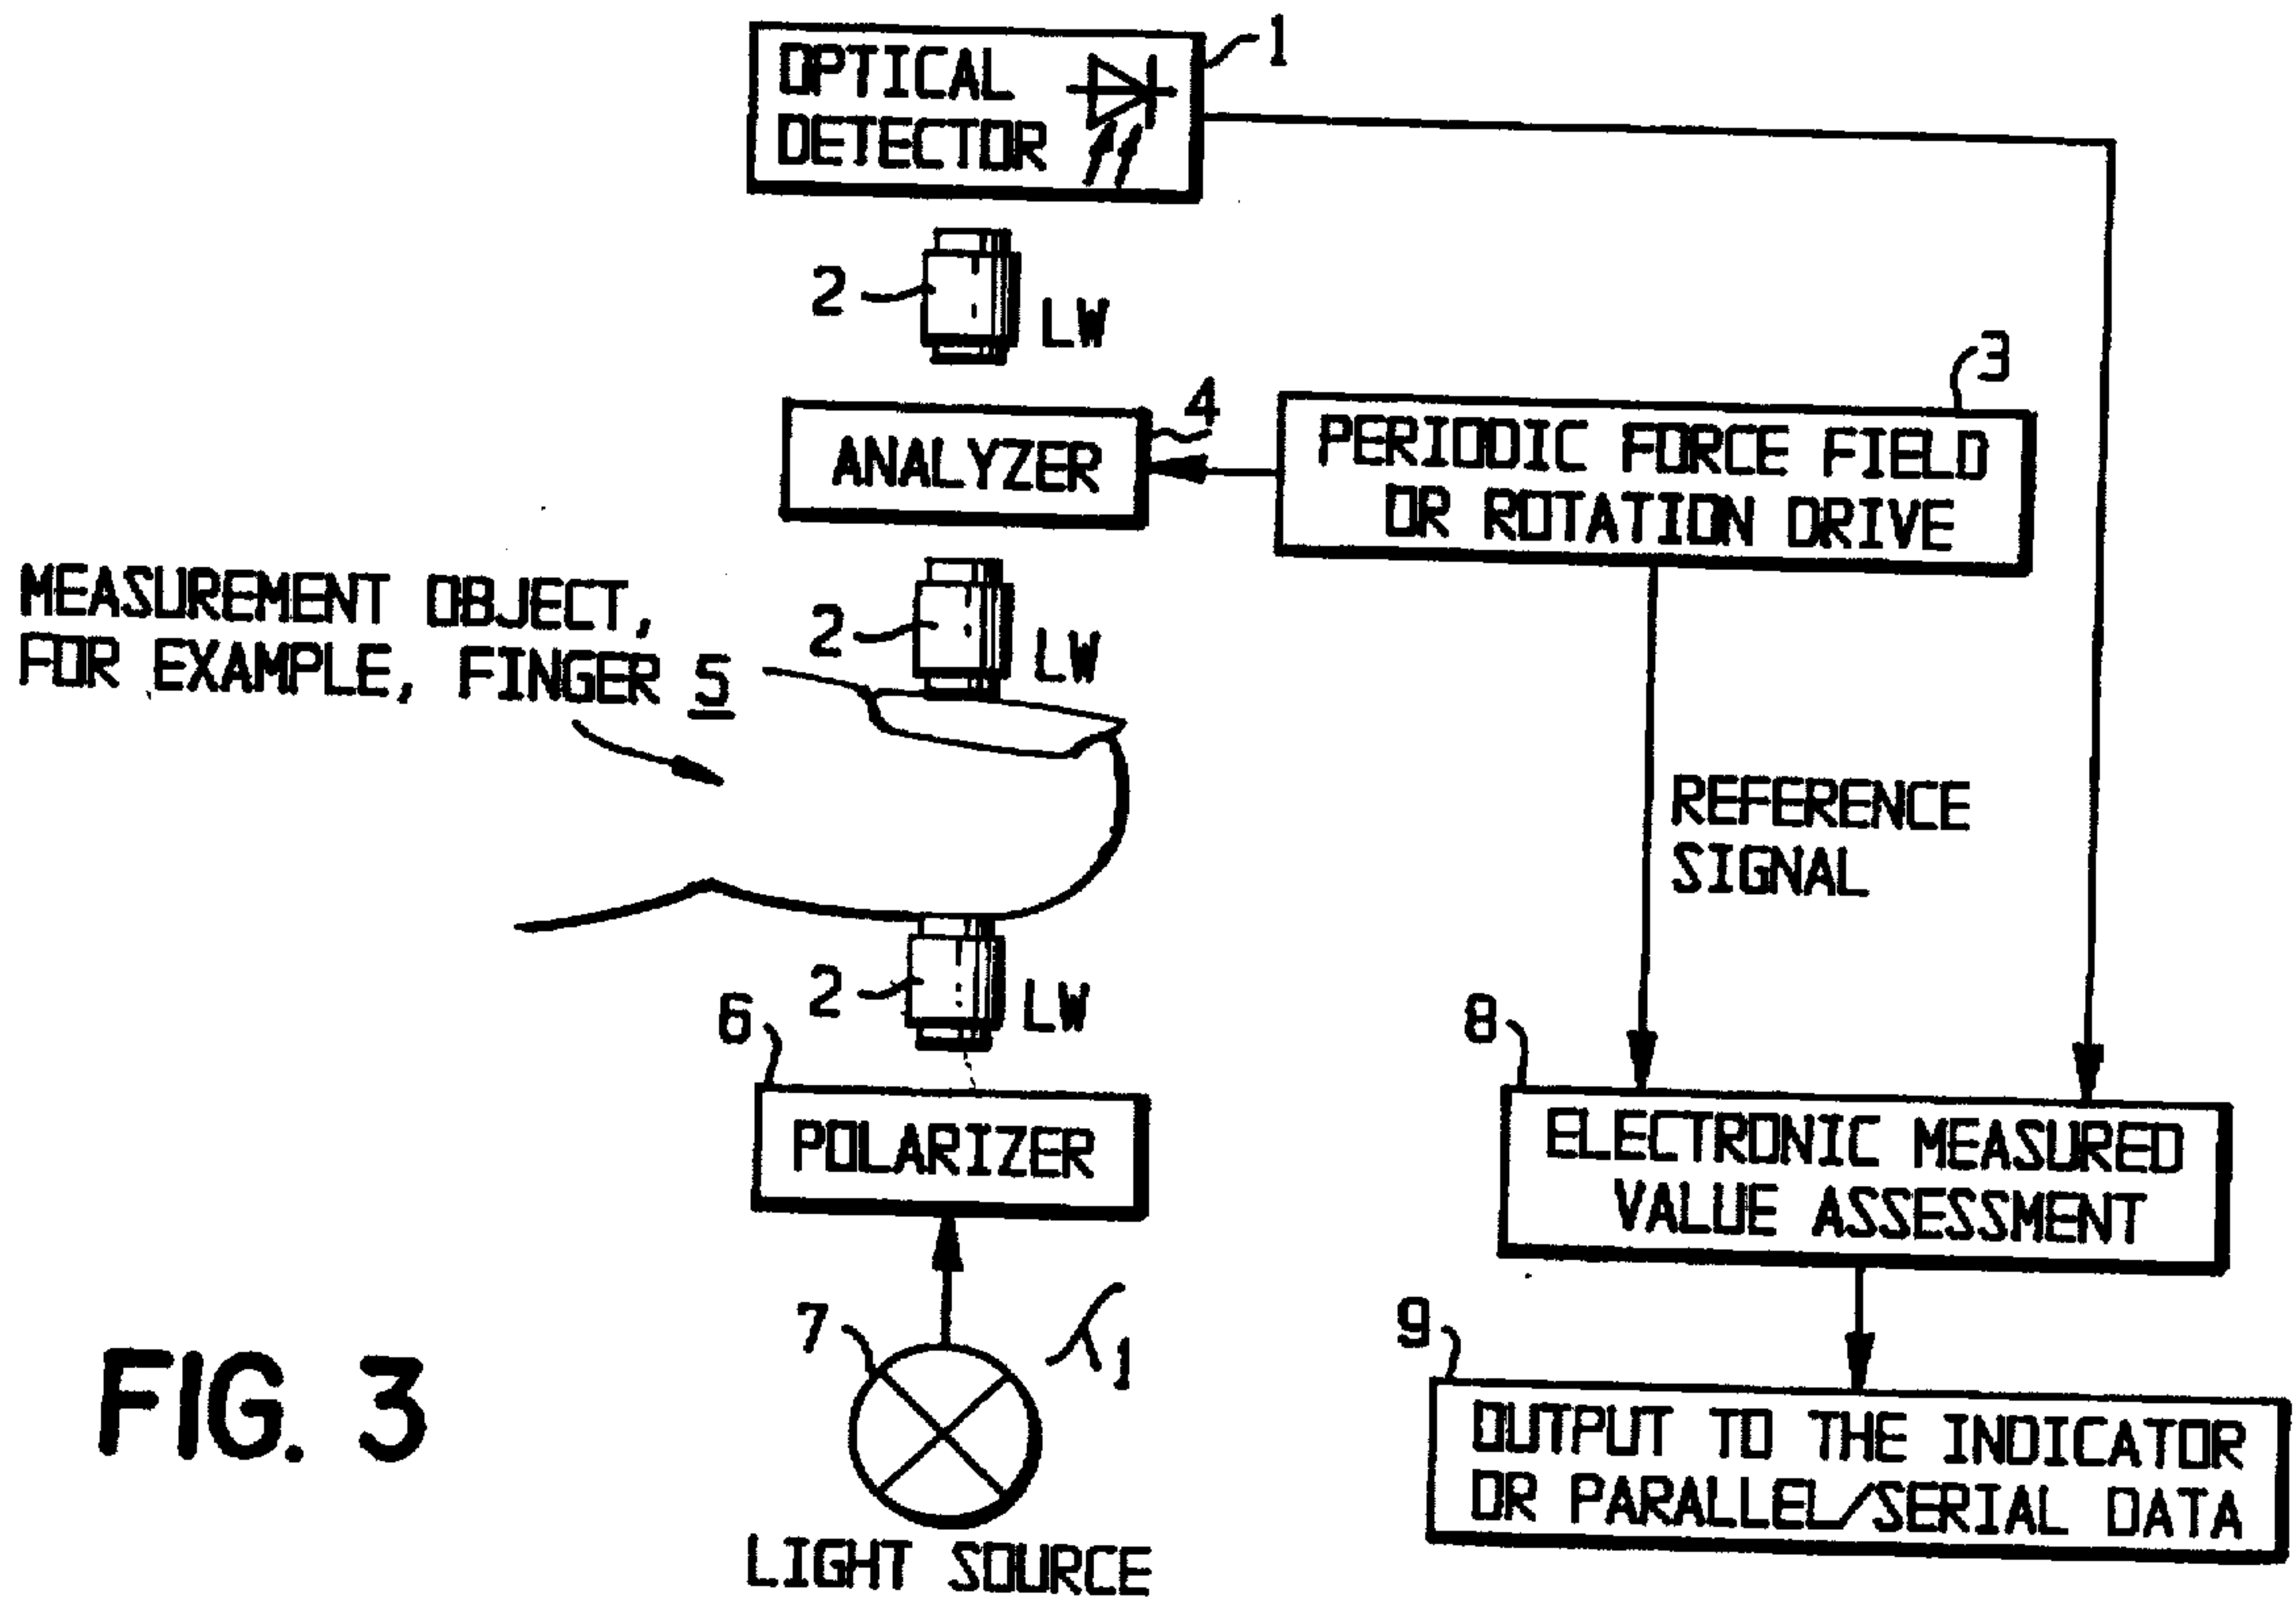 OPTICAL
DETECTOR
1
2
LW
4
ANALYZER
3
PERIODIC FORCE FIELD
OR ROTATION DRIVE
MEASUREMENT OBJECT,
FOR EXAMPLE, FINGER 5
2
LW
REFERENCE
SIGNAL
2
LW
6
POLARIZER
8
ELECTRONIC MEASURED
VALUE ASSESSMENT
7
λ1
LIGHT SOURCE
9
OUTPUT TO THE INDICATOR
OR PARALLEL/SERIAL DATA
FIG. 3